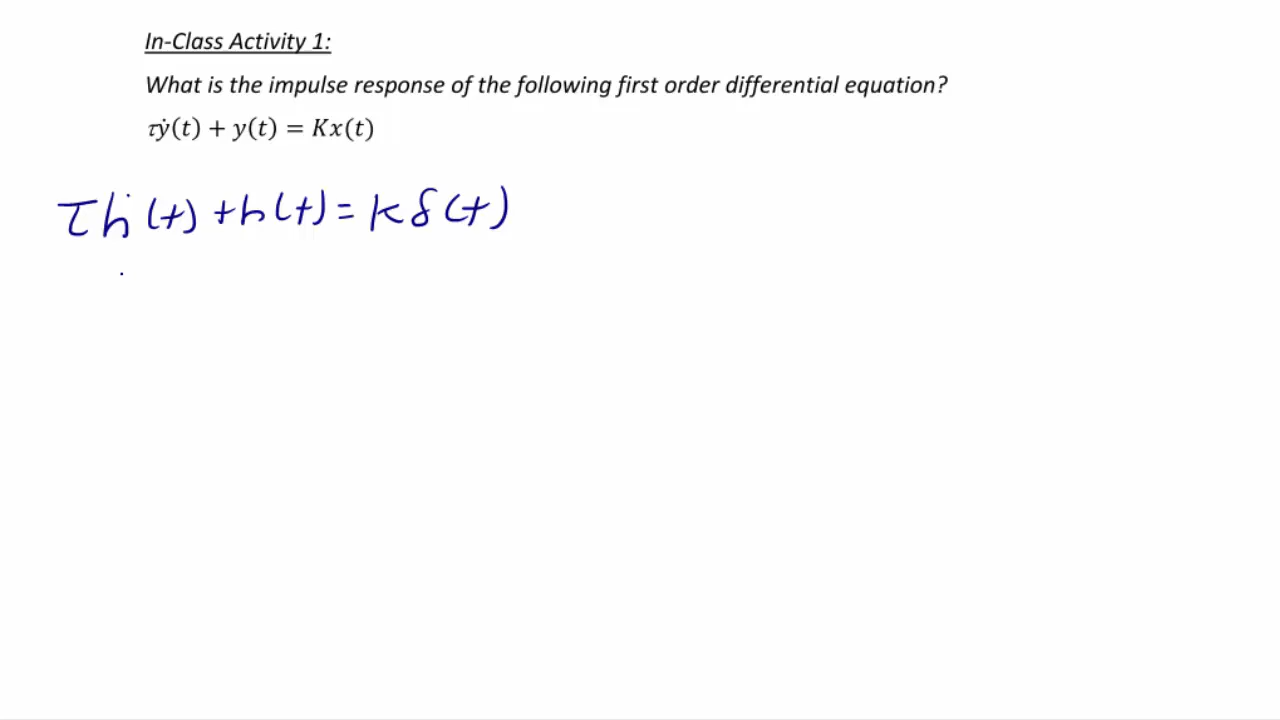 In-Class Activity 1:
What is the impulse response of the following first order differential equation?
τẏ(t) + y(t) = Kx(t)
τḣ(t) + h(t) = kδ(t)